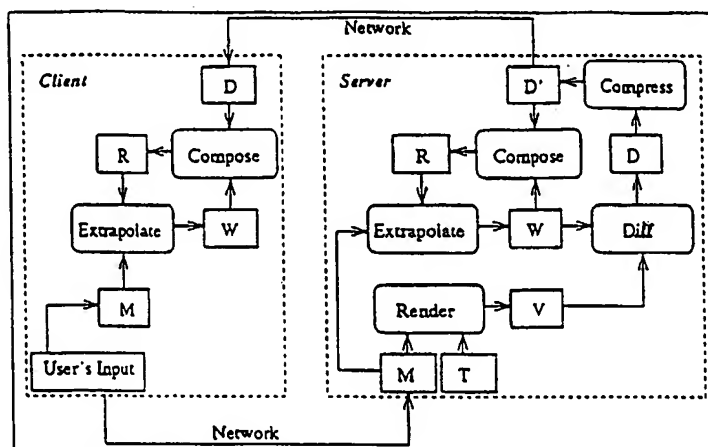 Network
Client
D
R
Compose
Extrapolate
W
M
User's Input
Server
D'
Compress
R
Compose
D
Extrapolate
W
Diff
Render
V
M
T
Network